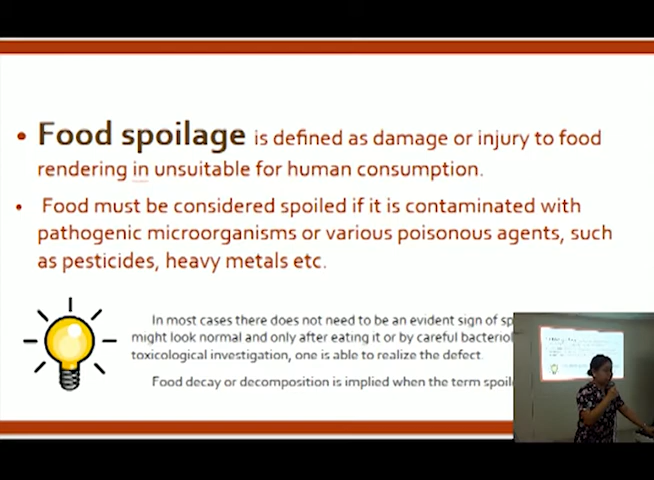 • Food spoilage is defined as damage or injury to food
rendering in unsuitable for human consumption.
• Food must be considered spoiled if it is contaminated with
pathogenic microorganisms or various poisonous agents, such
as pesticides, heavy metals etc.
In most cases there does not need to be an evident sign of
might look normal and only after eating it or by careful
toxicological investigation, one is able to realize the defect.
Food decay or decomposition is implied when the term